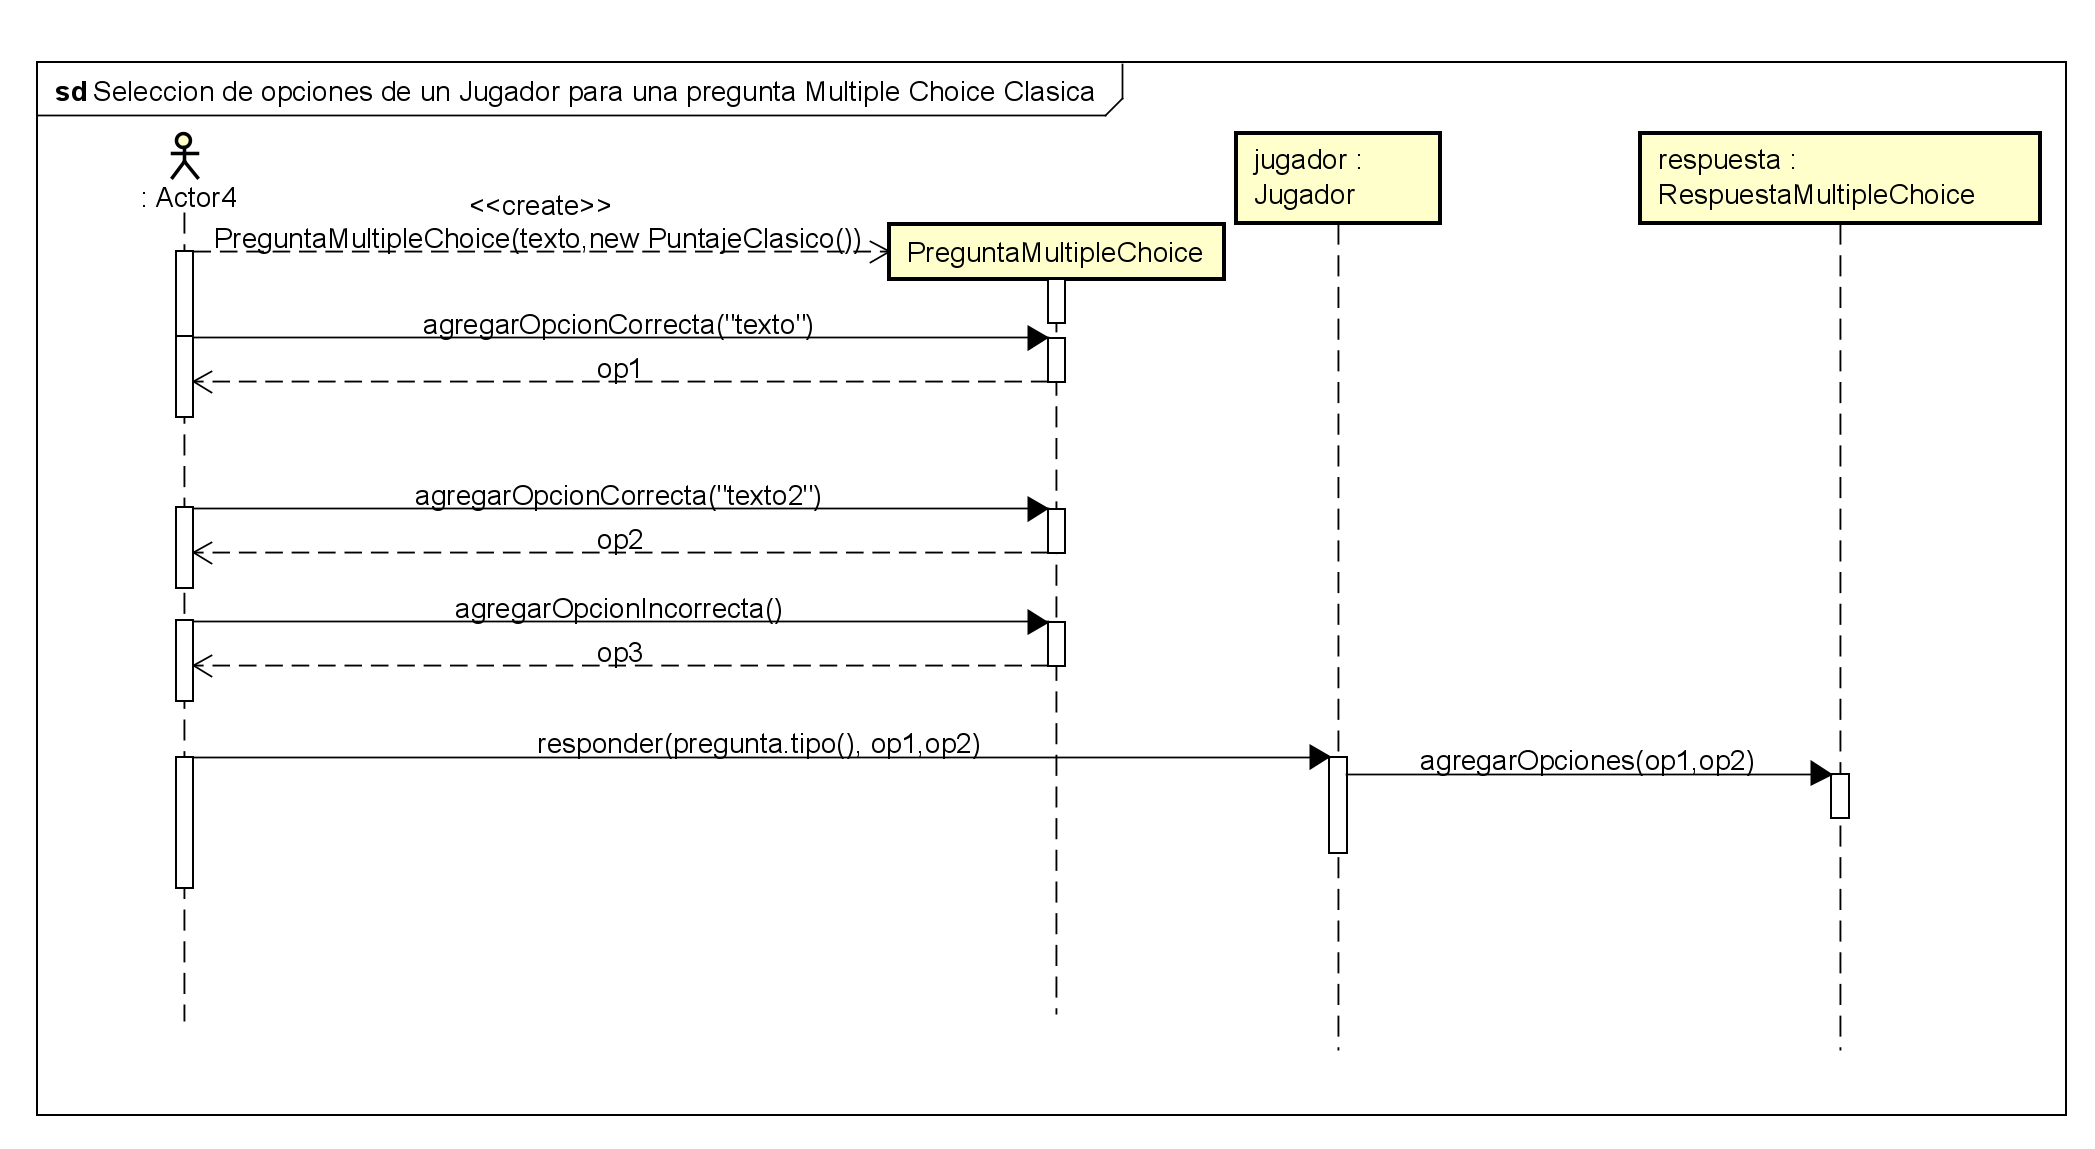 sd Seleccion de opciones de un Jugador para una pregunta Multiple Choice Clasica
: Actor4
jugador :
Jugador
respuesta :
RespuestaMultipleChoice
<<create>>
PreguntaMultipleChoice(texto,new PuntajeClasico())
PreguntaMultipleChoice
agregarOpcionCorrecta("texto")
op1
agregarOpcionCorrecta("texto2")
op2
agregarOpcionIncorrecta()
op3
responder(pregunta.tipo(), op1,op2)
agregarOpciones(op1,op2)